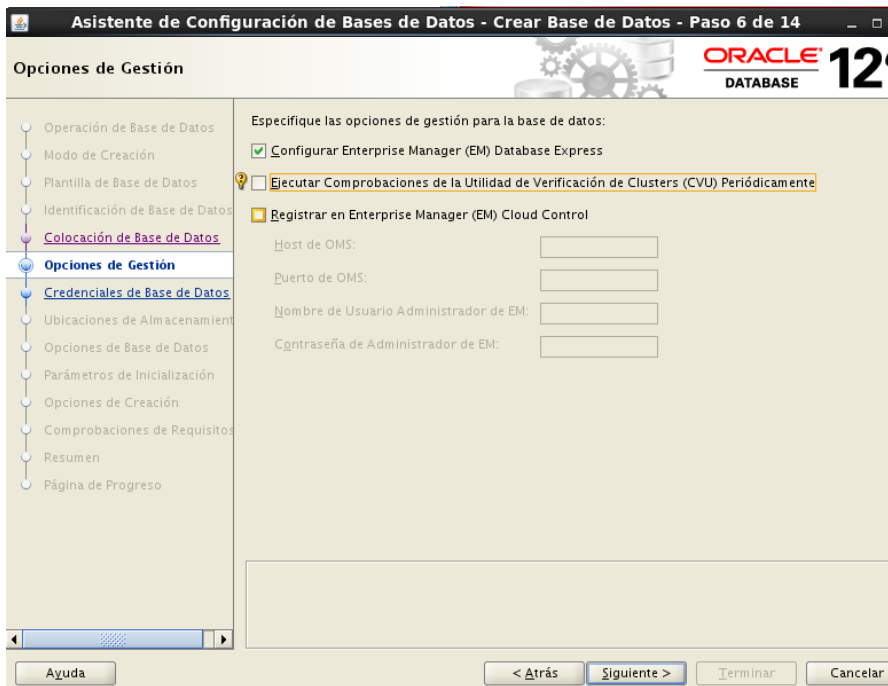 Asistente de Configuración de Bases de Datos - Crear Base de Datos - Paso 6 de 14
Opciones de Gestión
ORACLE
DATABASE
12
Operación de Base de Datos
Modo de Creación
Plantilla de Base de Datos
Identificación de Base de Datos
Colocación de Base de Datos
Opciones de Gestión
Credenciales de Base de Datos
Ubicaciones de Almacenamient
Opciones de Base de Datos
Parámetros de Inicialización
Opciones de Creación
Comprobaciones de Requisitos
Resumen
Página de Progreso
Especifique las opciones de gestión para la base de datos:
Configurar Enterprise Manager (EM) Database Express
Ejecutar Comprobaciones de la Utilidad de Verificación de Clusters (CVU) Periódicamente
Registrar en Enterprise Manager (EM) Cloud Control
Host de OMS:
Puerto de OMS:
Nombre de Usuario Administrador de EM:
Contraseña de Administrador de EM:
Ayuda
< Atrás
Siguiente >
Terminar
Cancelar